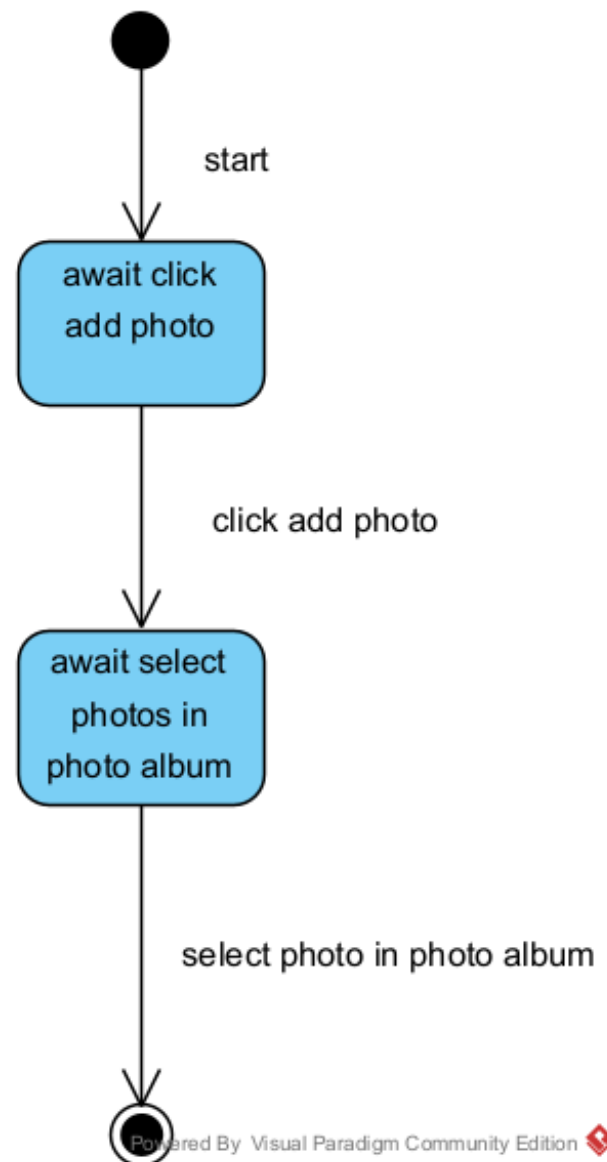 start
await click
add photo
click add photo
await select
photos in
photo album
select photo in photo album
Powered By Visual Paradigm Community Edition